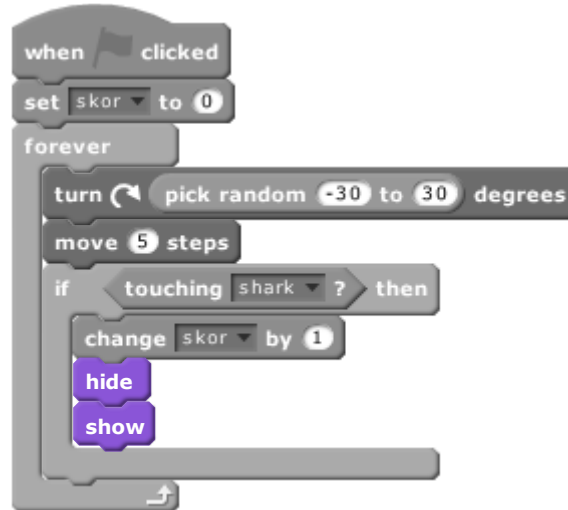 when clicked
set skor to 0
forever
turn pick random -30 to 30 degrees
move 5 steps
if touching shark ? then
change skor by 1
hide
show